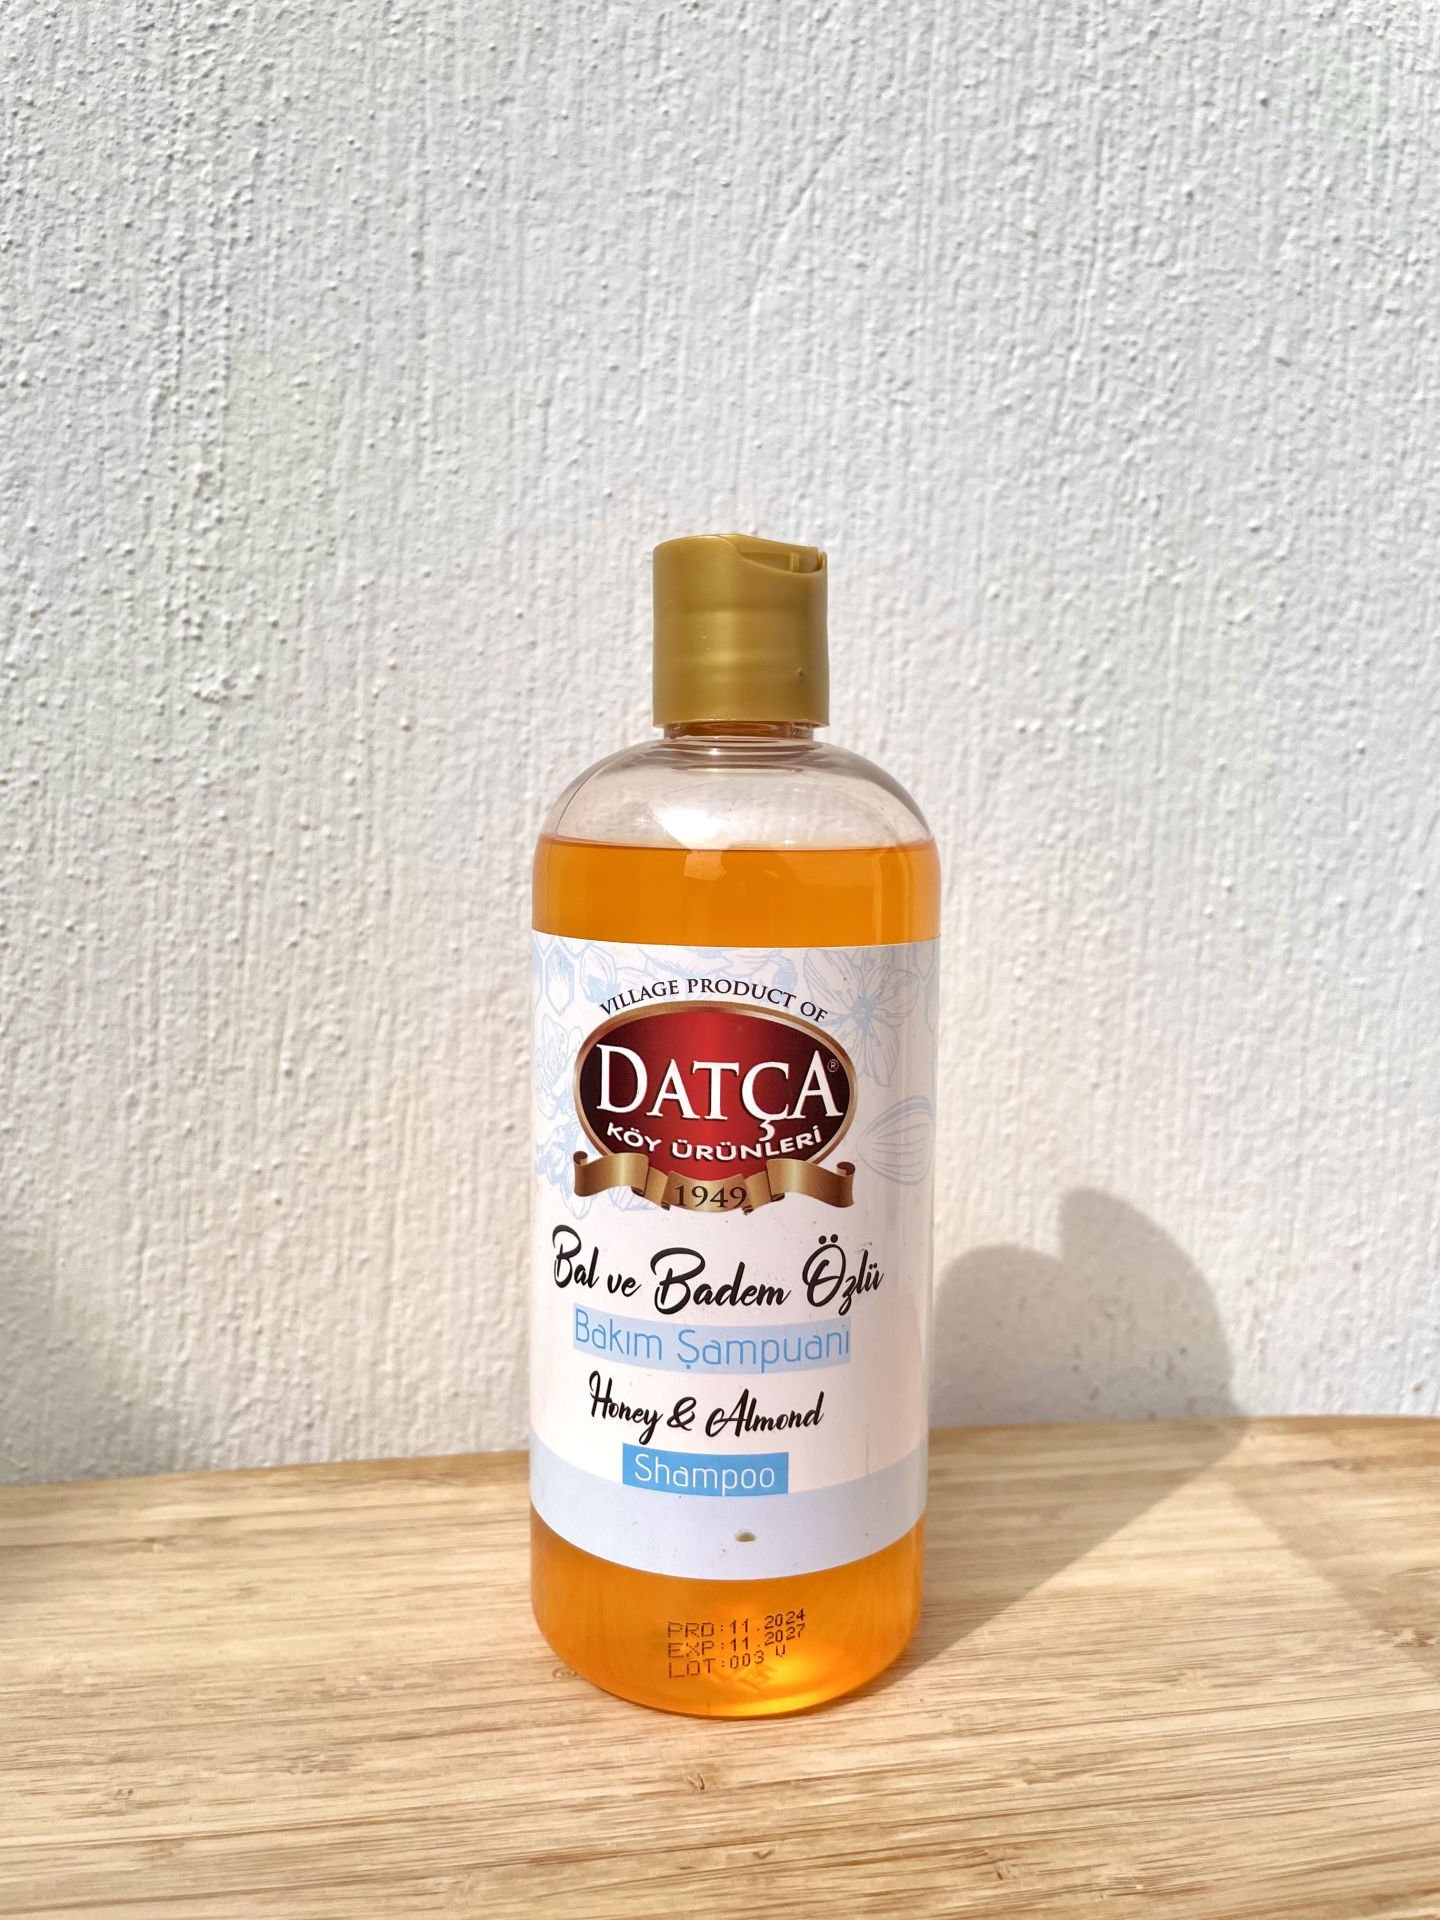 VILLAGE PRODUCT OF
DATÇA®
KÖY ÜRÜNLERİ
1949
Bal ve Badem Özlü
Bakım Şampuanı
Honey & Almond
Shampoo
PRD:11.2024
EXP:11.2027
LOT:003 V